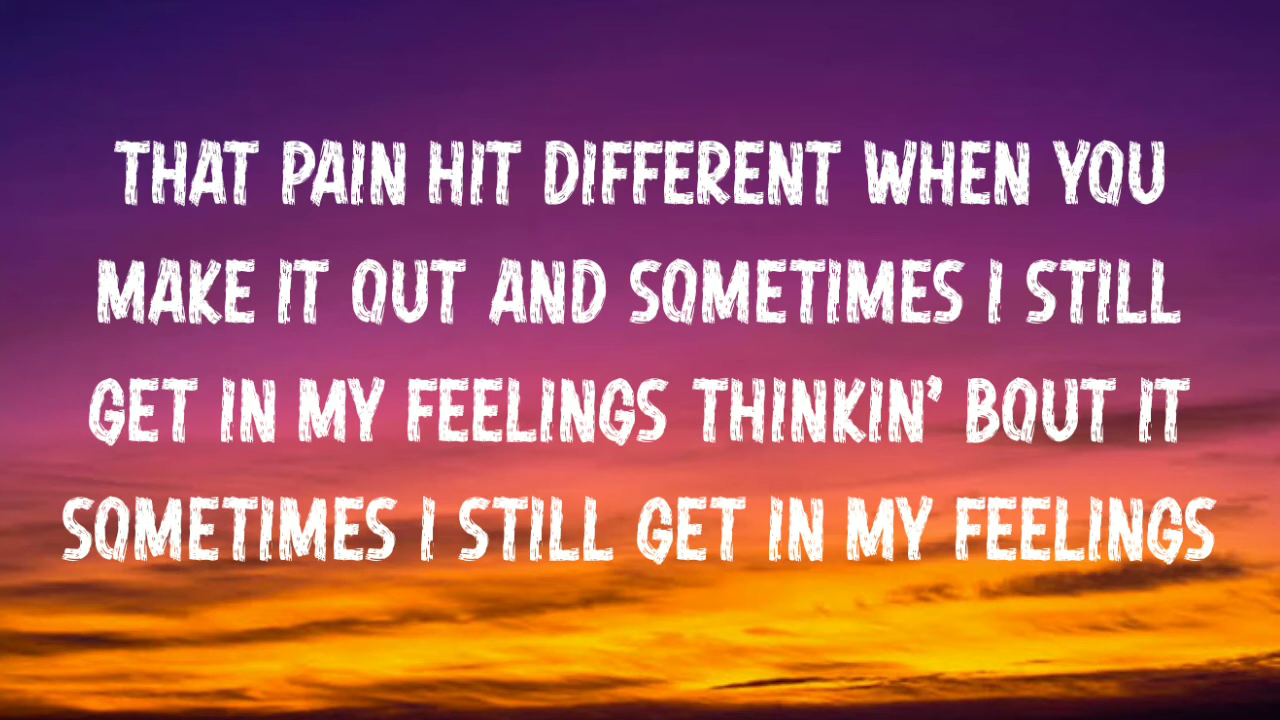 THAT PAIN HIT DIFFERENT WHEN YOU
MAKE IT OUT AND SOMETIMES I STILL
GET IN MY FEELINGS THINKIN' BOUT IT
SOMETIMES I STILL GET IN MY FEELINGS